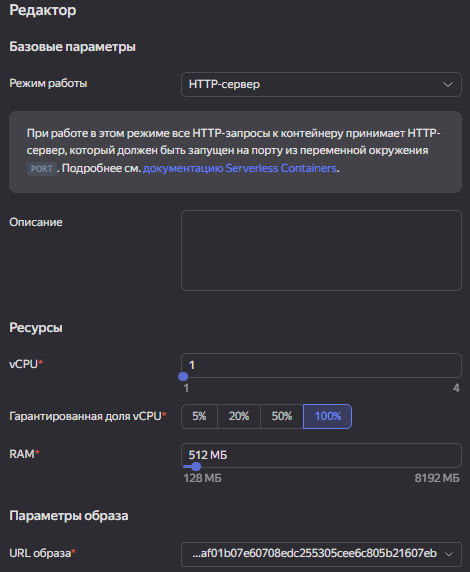 Редактор
Базовые параметры
Режим работы
HTTP-сервер
При работе в этом режиме все HTTP-запросы к контейнеру принимает HTTP-
сервер, который должен быть запущен на порту из переменной окружения
PORT . Подробнее см. документацию Serverless Containers.
Описание
Ресурсы
vCPU*
1
1
4
Гарантированная доля vCPU*
5%
20%
50%
100%
RAM*
512 МБ
128 МБ
8192 МБ
Параметры образа
URL образа*
...af01b07e60708edc255305cee6c805b21607eb